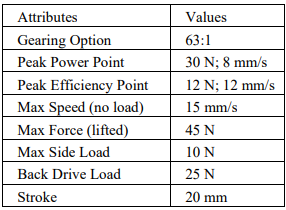 Attributes Values
Gearing Option 63:1
Peak Power Point 30 N; 8 mm/s
Peak Efficiency Point 12 N; 12 mm/s
Max Speed (no load) 15 mm/s
Max Force (lifted) 45 N
Max Side Load 10 N
Back Drive Load 25 N
Stroke 20 mm